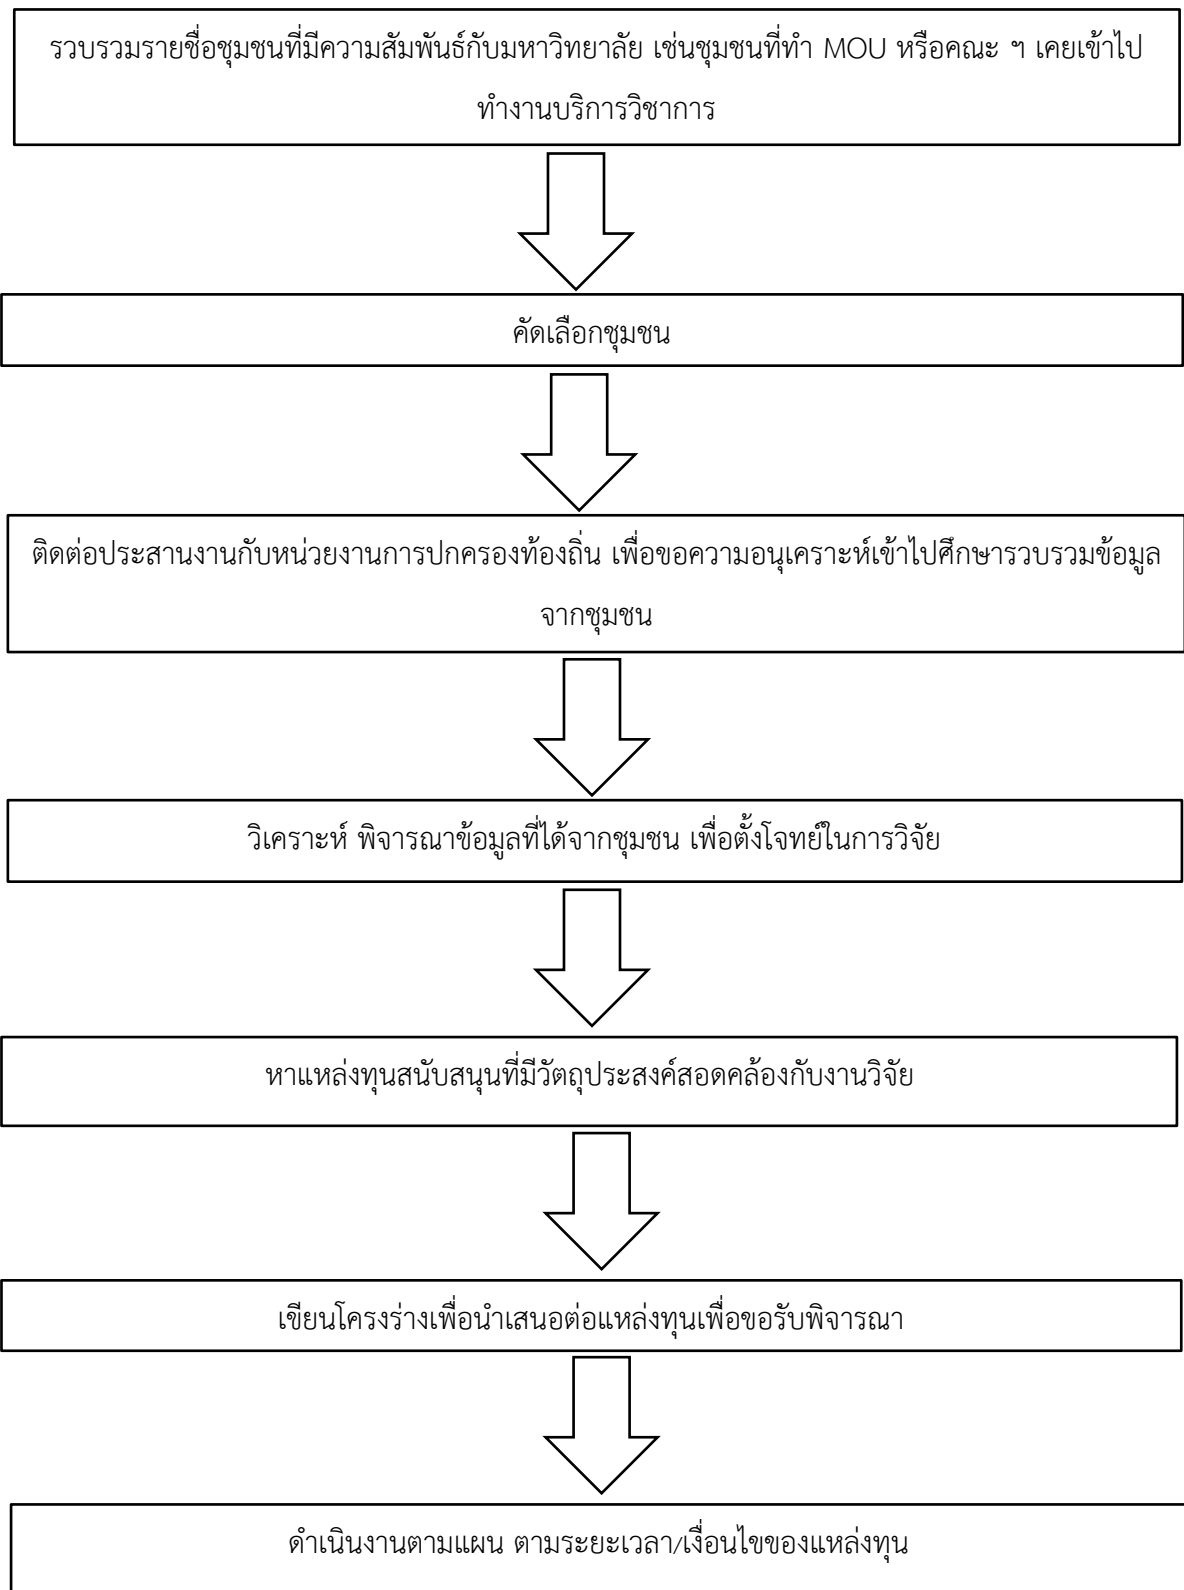 รวบรวมรายชื่อชุมชนที่มีความสัมพันธ์กับมหาวิทยาลัย เช่นชุมชนที่ทำ MOU หรือคณะ ฯ เคยเข้าไป
ทำงานบริการวิชาการ
คัดเลือกชุมชน
ติดต่อประสานงานกับหน่วยงานการปกครองท้องถิ่น เพื่อขอความอนุเคราะห์เข้าไปศึกษารวบรวมข้อมูล
จากชุมชน
วิเคราะห์ พิจารณาข้อมูลที่ได้จากชุมชน เพื่อตั้งโจทย์ในการวิจัย
หาแหล่งทุนสนับสนุนที่มีวัตถุประสงค์สอดคล้องกับงานวิจัย
เขียนโครงร่างเพื่อนำเสนอต่อแหล่งทุนเพื่อขอรับพิจารณา
ดำเนินงานตามแผน ตามระยะเวลา/เงื่อนไขของแหล่งทุน